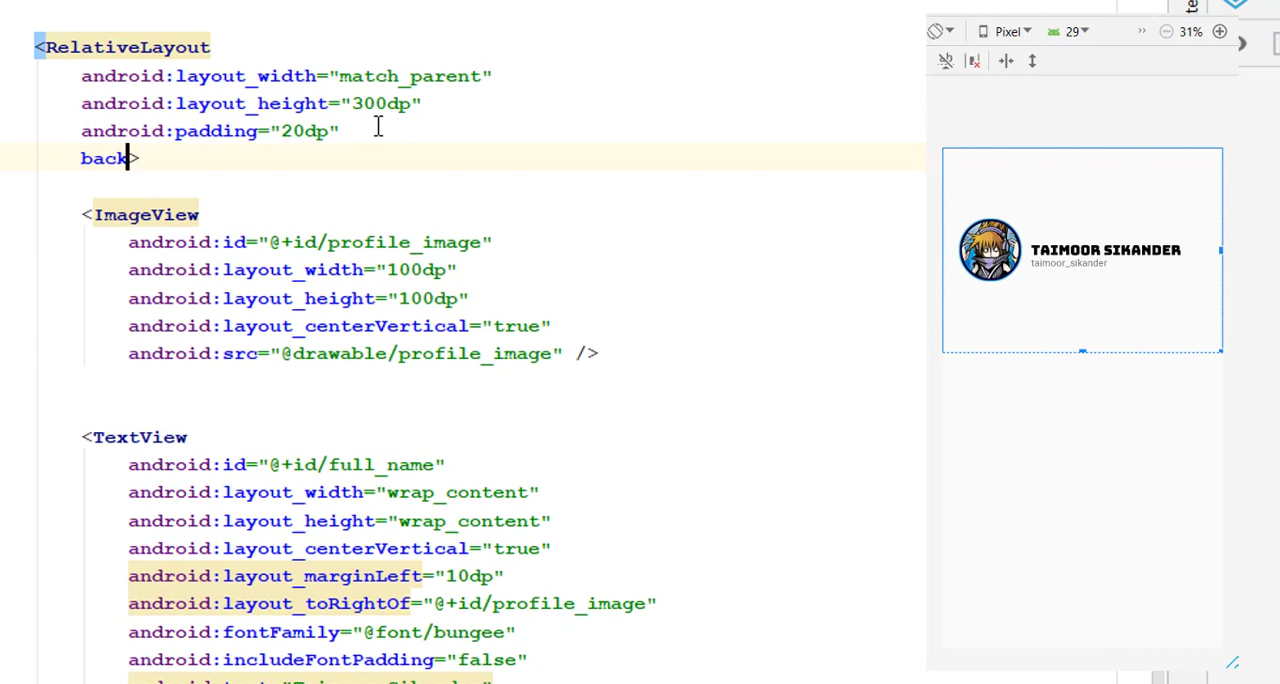 te
Pixel 29 31%
<RelativeLayout
android:layout_width="match_parent"
android:layout_height="300dp"
android:padding="20dp"
back>
<ImageView
android:id="@+id/profile_image"
android:layout_width="100dp"
android:layout_height="100dp"
android:layout_centerVertical="true"
android:src="@drawable/profile_image" />
<TextView
android:id="@+id/full_name"
android:layout_width="wrap_content"
android:layout_height="wrap_content"
android:layout_centerVertical="true"
android:layout_marginLeft="10dp"
android:layout_toRightOf="@+id/profile_image"
android:fontFamily="@font/bungee"
android:includeFontPadding="false"
TAIMOOR SIKANDER
taimoor_sikander